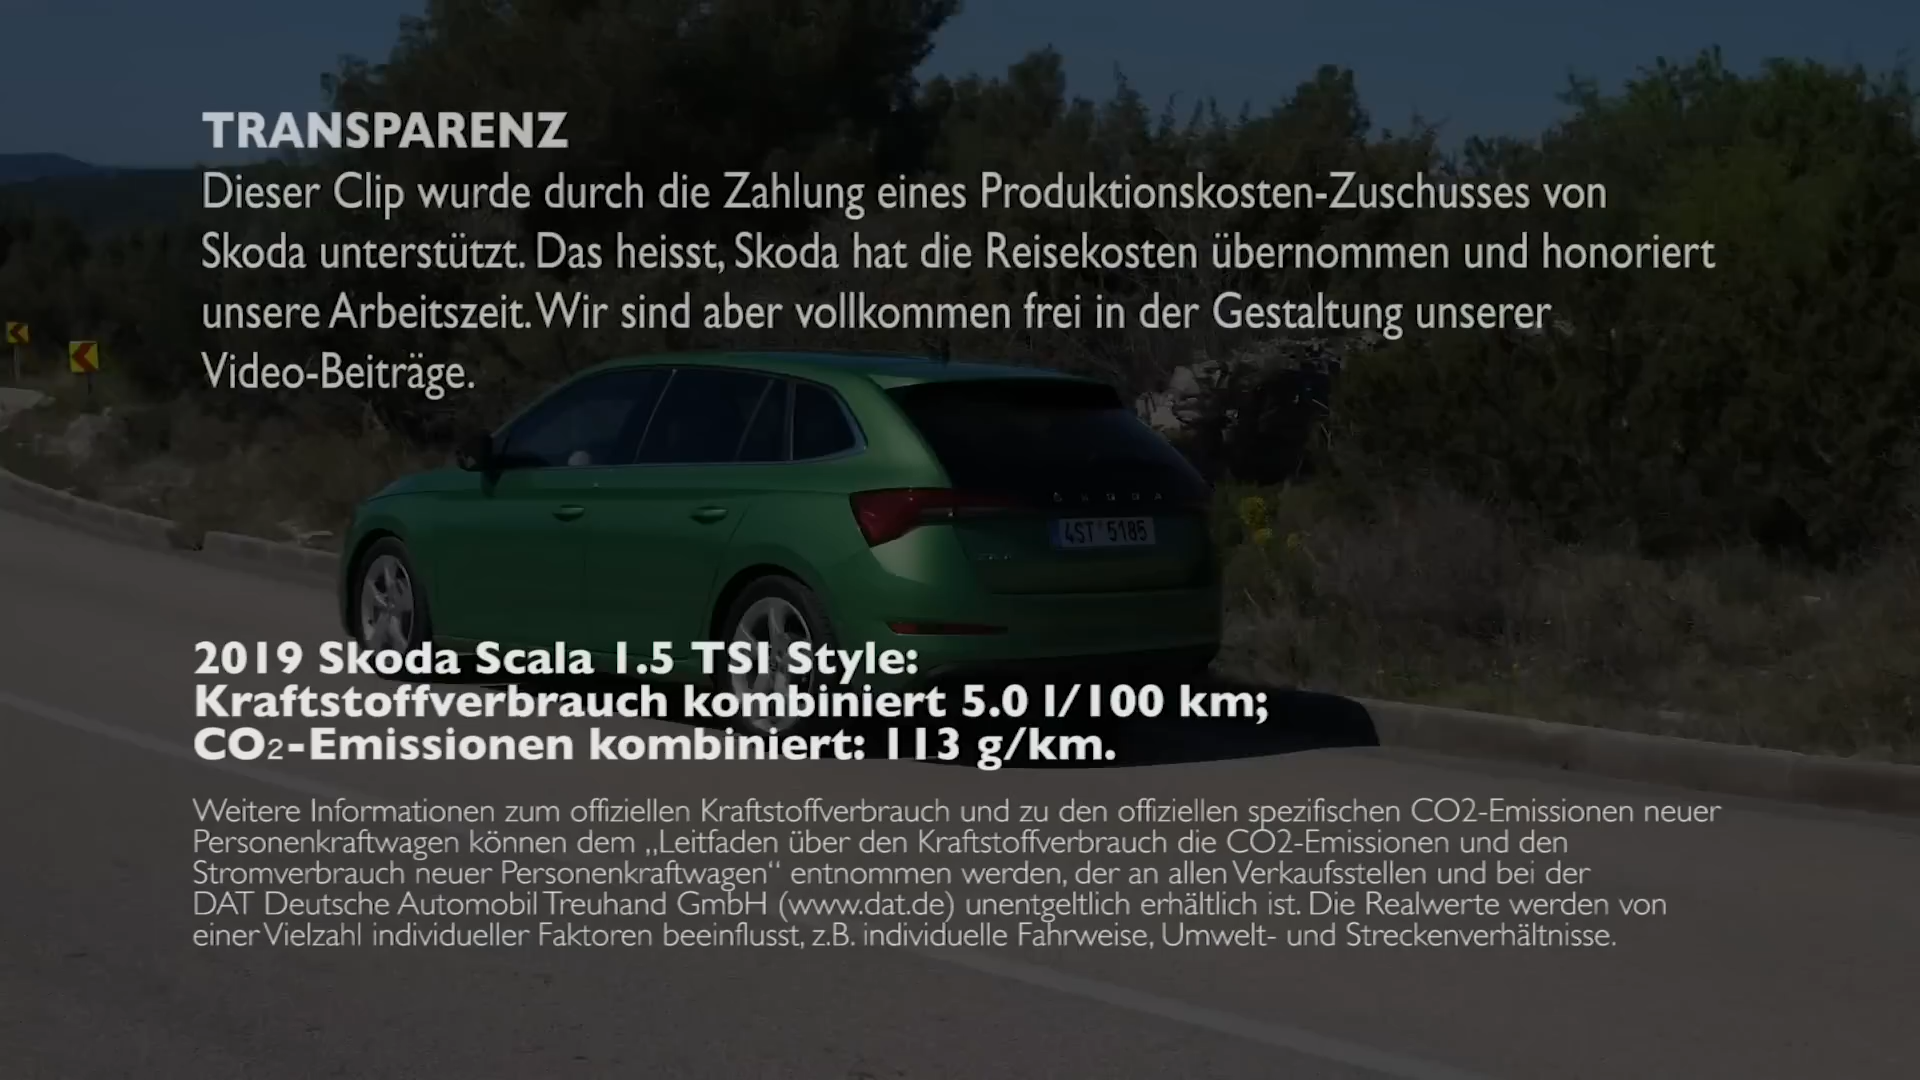 TRANSPARENZ
Dieser Clip wurde durch die Zahlung eines Produktionskosten-Zuschusses von
Skoda unterstützt. Das heisst, Skoda hat die Reisekosten übernommen und honoriert
unsere Arbeitszeit. Wir sind aber vollkommen frei in der Gestaltung unserer
Video-Beiträge.
SKODA
4ST 5185
2019 Skoda Scala 1.5 TSI Style:
Kraftstoffverbrauch kombiniert 5.0 l/100 km;
CO2-Emissionen kombiniert: 113 g/km.
Weitere Informationen zum offiziellen Kraftstoffverbrauch und zu den offiziellen spezifischen CO2-Emissionen neuer
Personenkraftwagen können dem „Leitfaden über den Kraftstoffverbrauch die CO2-Emissionen und den
Stromverbrauch neuer Personenkraftwagen“ entnommen werden, der an allen Verkaufsstellen und bei der
DAT Deutsche Automobil Treuhand GmbH (www.dat.de) unentgeltlich erhältlich ist. Die Realwerte werden von
einer Vielzahl individueller Faktoren beeinflusst, z.B. individuelle Fahrweise, Umwelt- und Streckenverhältnisse.